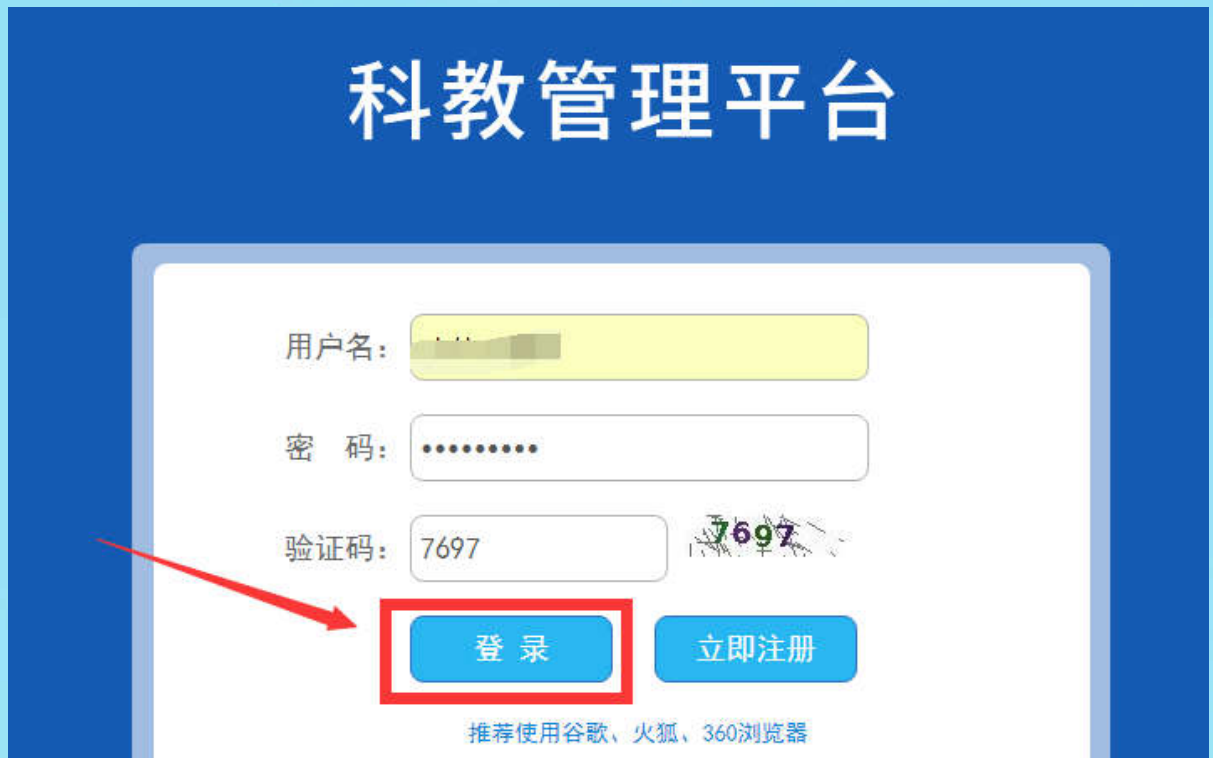 科教管理平台
用户名：
密 码： •••••••••
验证码： 7697 7697
登 录 立即注册
推荐使用谷歌、火狐、360浏览器